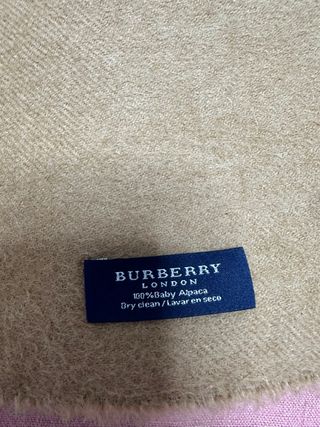 BURBERRY
LONDON
100%Baby Alpaca
Dry clean/Lavar en seco